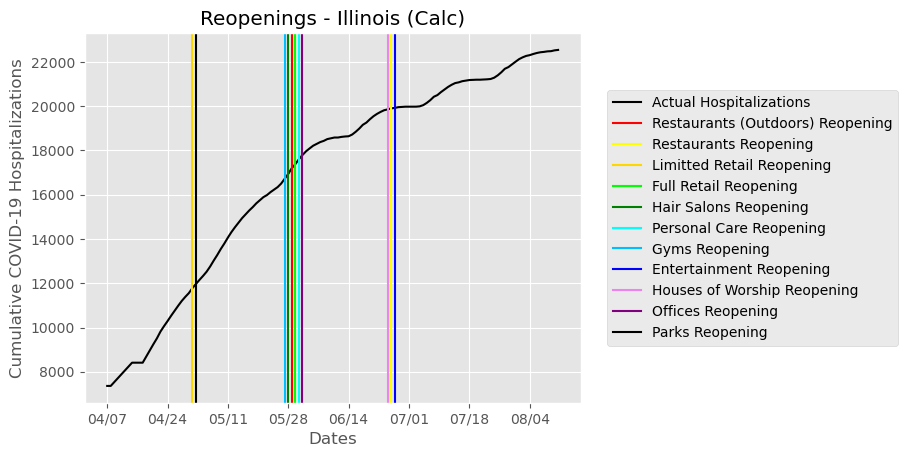 Reopenings - Illinois (Calc)
Cumulative COVID-19 Hospitalizations
22000
20000
18000
16000
14000
12000
10000
8000
04/07 04/24 05/11 05/28 06/14 07/01 07/18 08/04
Dates
Actual Hospitalizations
Restaurants (Outdoors) Reopening
Restaurants Reopening
Limitted Retail Reopening
Full Retail Reopening
Hair Salons Reopening
Personal Care Reopening
Gyms Reopening
Entertainment Reopening
Houses of Worship Reopening
Offices Reopening
Parks Reopening